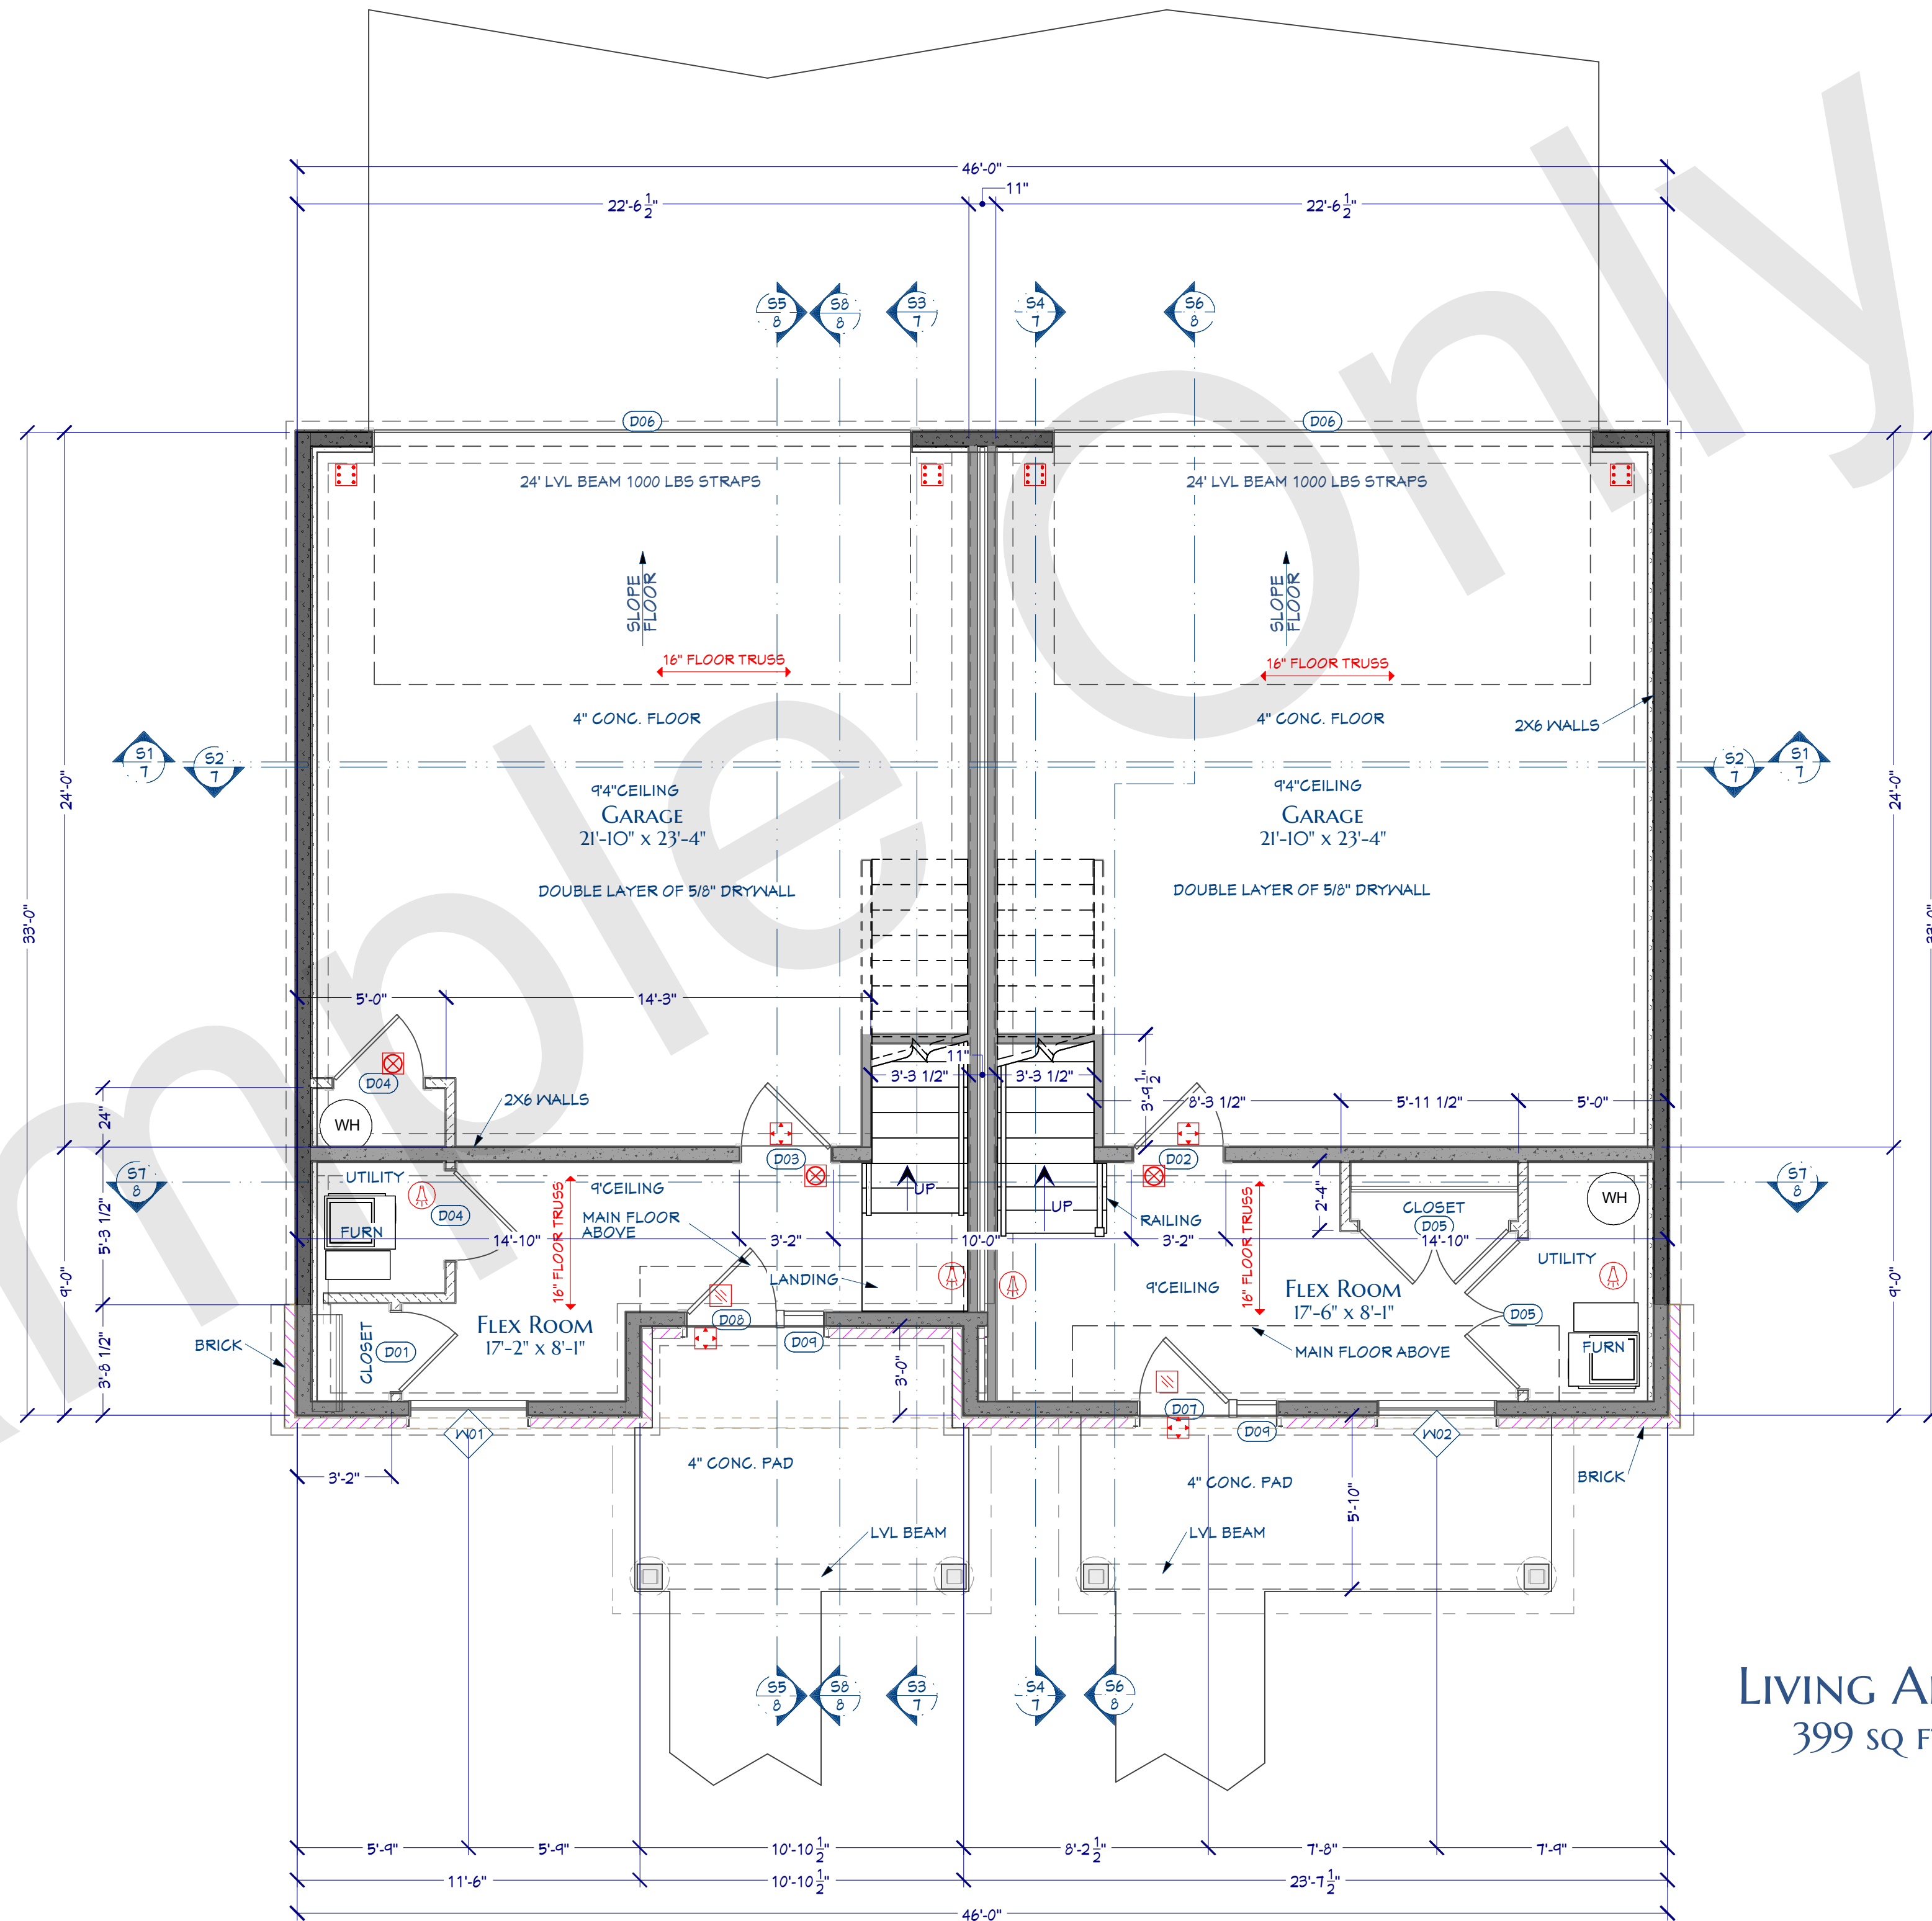 46'-0"
11"
22'-6 1/2"
22'-6 1/2"
S5 8
S8 8
S3 7
S4 7
S6 8
D06
D06
24' LVL BEAM 1000 LBS STRAPS
24' LVL BEAM 1000 LBS STRAPS
SLOPE
FLOOR
SLOPE
FLOOR
16" FLOOR TRUSS
16" FLOOR TRUSS
4" CONC. FLOOR
4" CONC. FLOOR
2X6 WALLS
S1 7
S2 7
S2 7
S1 7
24'-0"
24'-0"
33'-0"
33'-0"
9'4"CEILING
GARAGE
21'-10" X 23'-4"
9'4"CEILING
GARAGE
21'-10" X 23'-4"
DOUBLE LAYER OF 5/8" DRYWALL
DOUBLE LAYER OF 5/8" DRYWALL
5'-0"
14'-3"
D04
11"
3'-3 1/2"
3'-3 1/2"
3'-9 1/2"
8'-3 1/2"
5'-11 1/2"
5'-0"
24"
2X6 WALLS
WH
D03
D02
S7 8
S7 8
UTILITY
9'CEILING
MAIN FLOOR
ABOVE
UP
UP
2'-4"
CLOSET
D05
WH
D04
FURN
16" FLOOR TRUSS
16" FLOOR TRUSS
RAILING
14'-10"
3'-2"
10'-0"
3'-2"
14'-10"
5'-3 1/2"
9'-0"
9'-0"
UTILITY
LANDING
9'CEILING
FLEX ROOM
17'-6" X 8'-1"
D05
D08
D09
FLEX ROOM
17'-2" X 8'-1"
BRICK
3'-8 1/2"
CLOSET
D01
3'-0"
MAIN FLOOR ABOVE
FURN
D07
D09
W01
W02
3'-2"
4" CONC. PAD
4" CONC. PAD
5'-10"
BRICK
LVL BEAM
LVL BEAM
S5 8
S8 8
S3 7
S4 7
S6 8
LIVING A
399 SQ F
5'-9"
5'-9"
10'-10 1/2"
8'-2 1/2"
7'-8"
7'-9"
11'-6"
10'-10 1/2"
23'-7 1/2"
46'-0"
mple Only